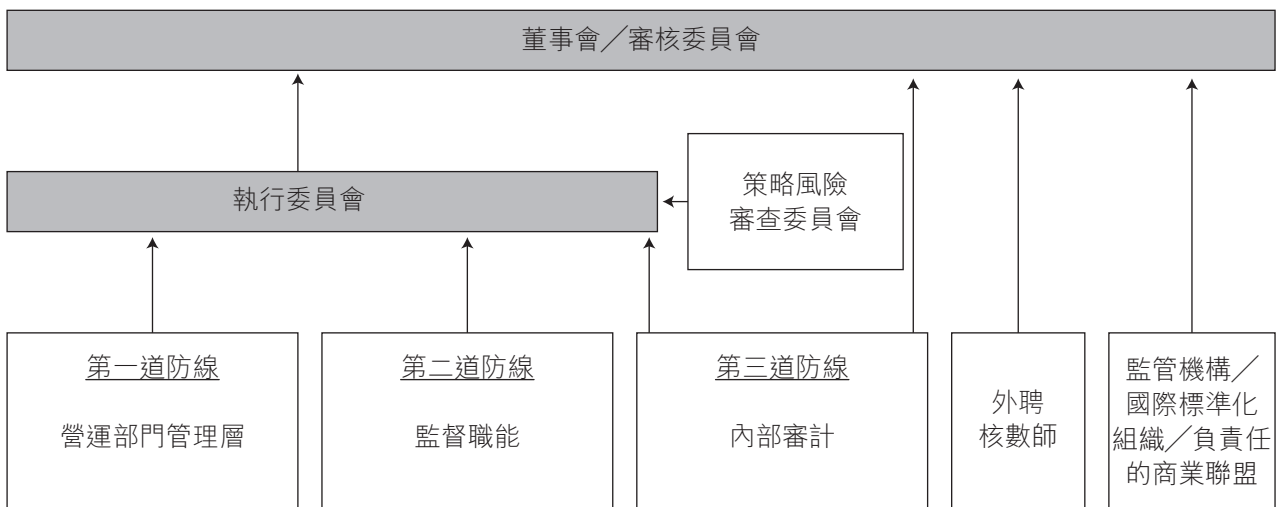 董事會／審核委員會
執行委員會
策略風險
審查委員會
第一道防線
營運部門管理層
第二道防線
監督職能
第三道防線
內部審計
外聘
核數師
監管機構／
國際標準化
組織／負責任
的商業聯盟